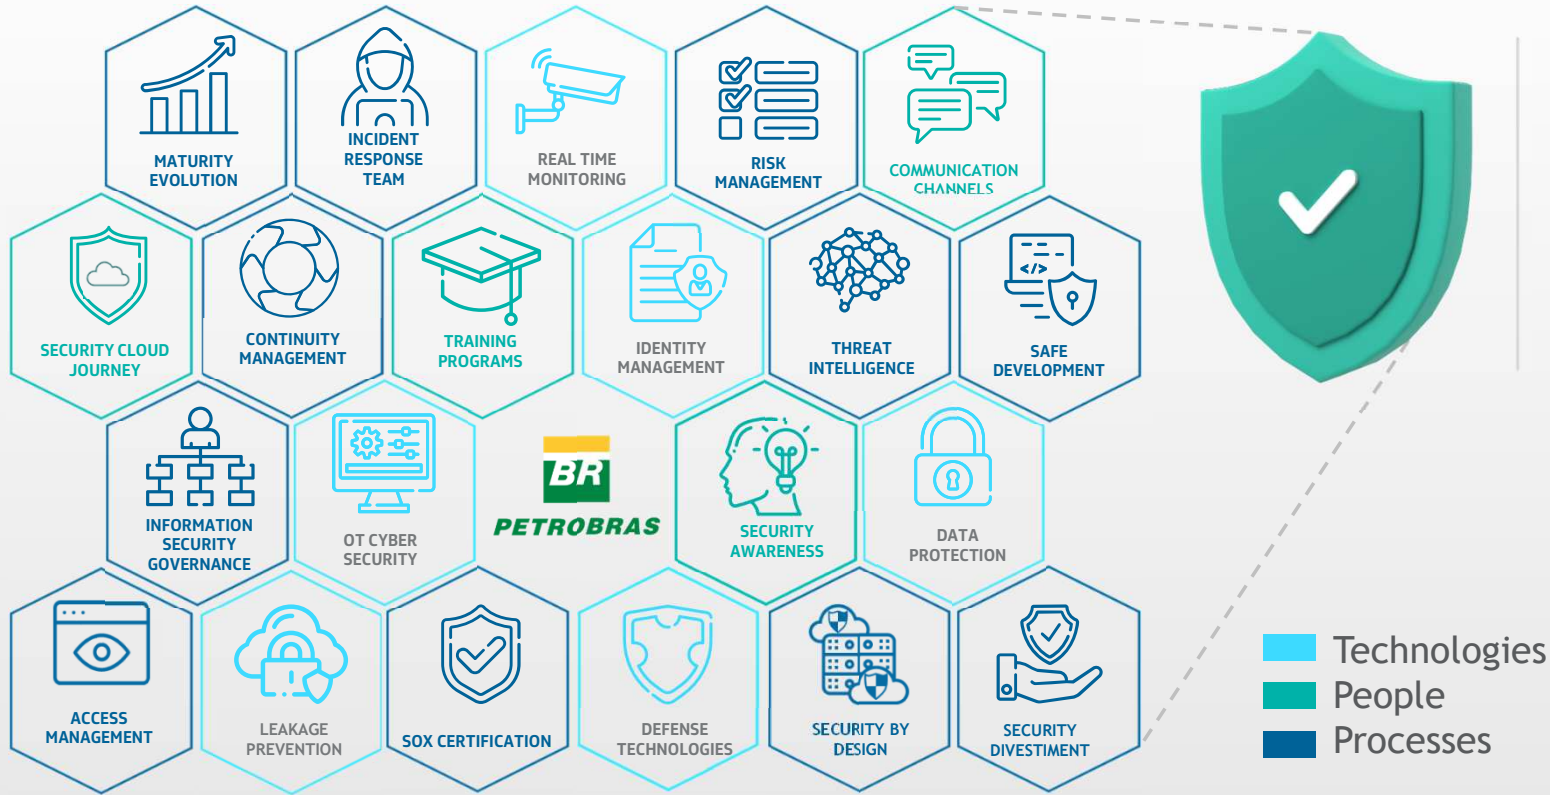 MATURITY
EVOLUTION
INCIDENT
RESPONSE
TEAM
REAL TIME
MONITORING
RISK
MANAGEMENT
COMMUNICATION
CHANNELS
SECURITY CLOUD
JOURNEY
CONTINUITY
MANAGEMENT
TRAINING
PROGRAMS
IDENTITY
MANAGEMENT
THREAT
INTELLIGENCE
</>
SAFE
DEVELOPMENT
INFORMATION
SECURITY
GOVERNANCE
OT CYBER
SECURITY
BR
PETROBRAS
SECURITY
AWARENESS
DATA
PROTECTION
ACCESS
MANAGEMENT
LEAKAGE
PREVENTION
SOX CERTIFICATION
DEFENSE
TECHNOLOGIES
SECURITY BY
DESIGN
SECURITY
DIVESTIMENT
Technologies
People
Processes